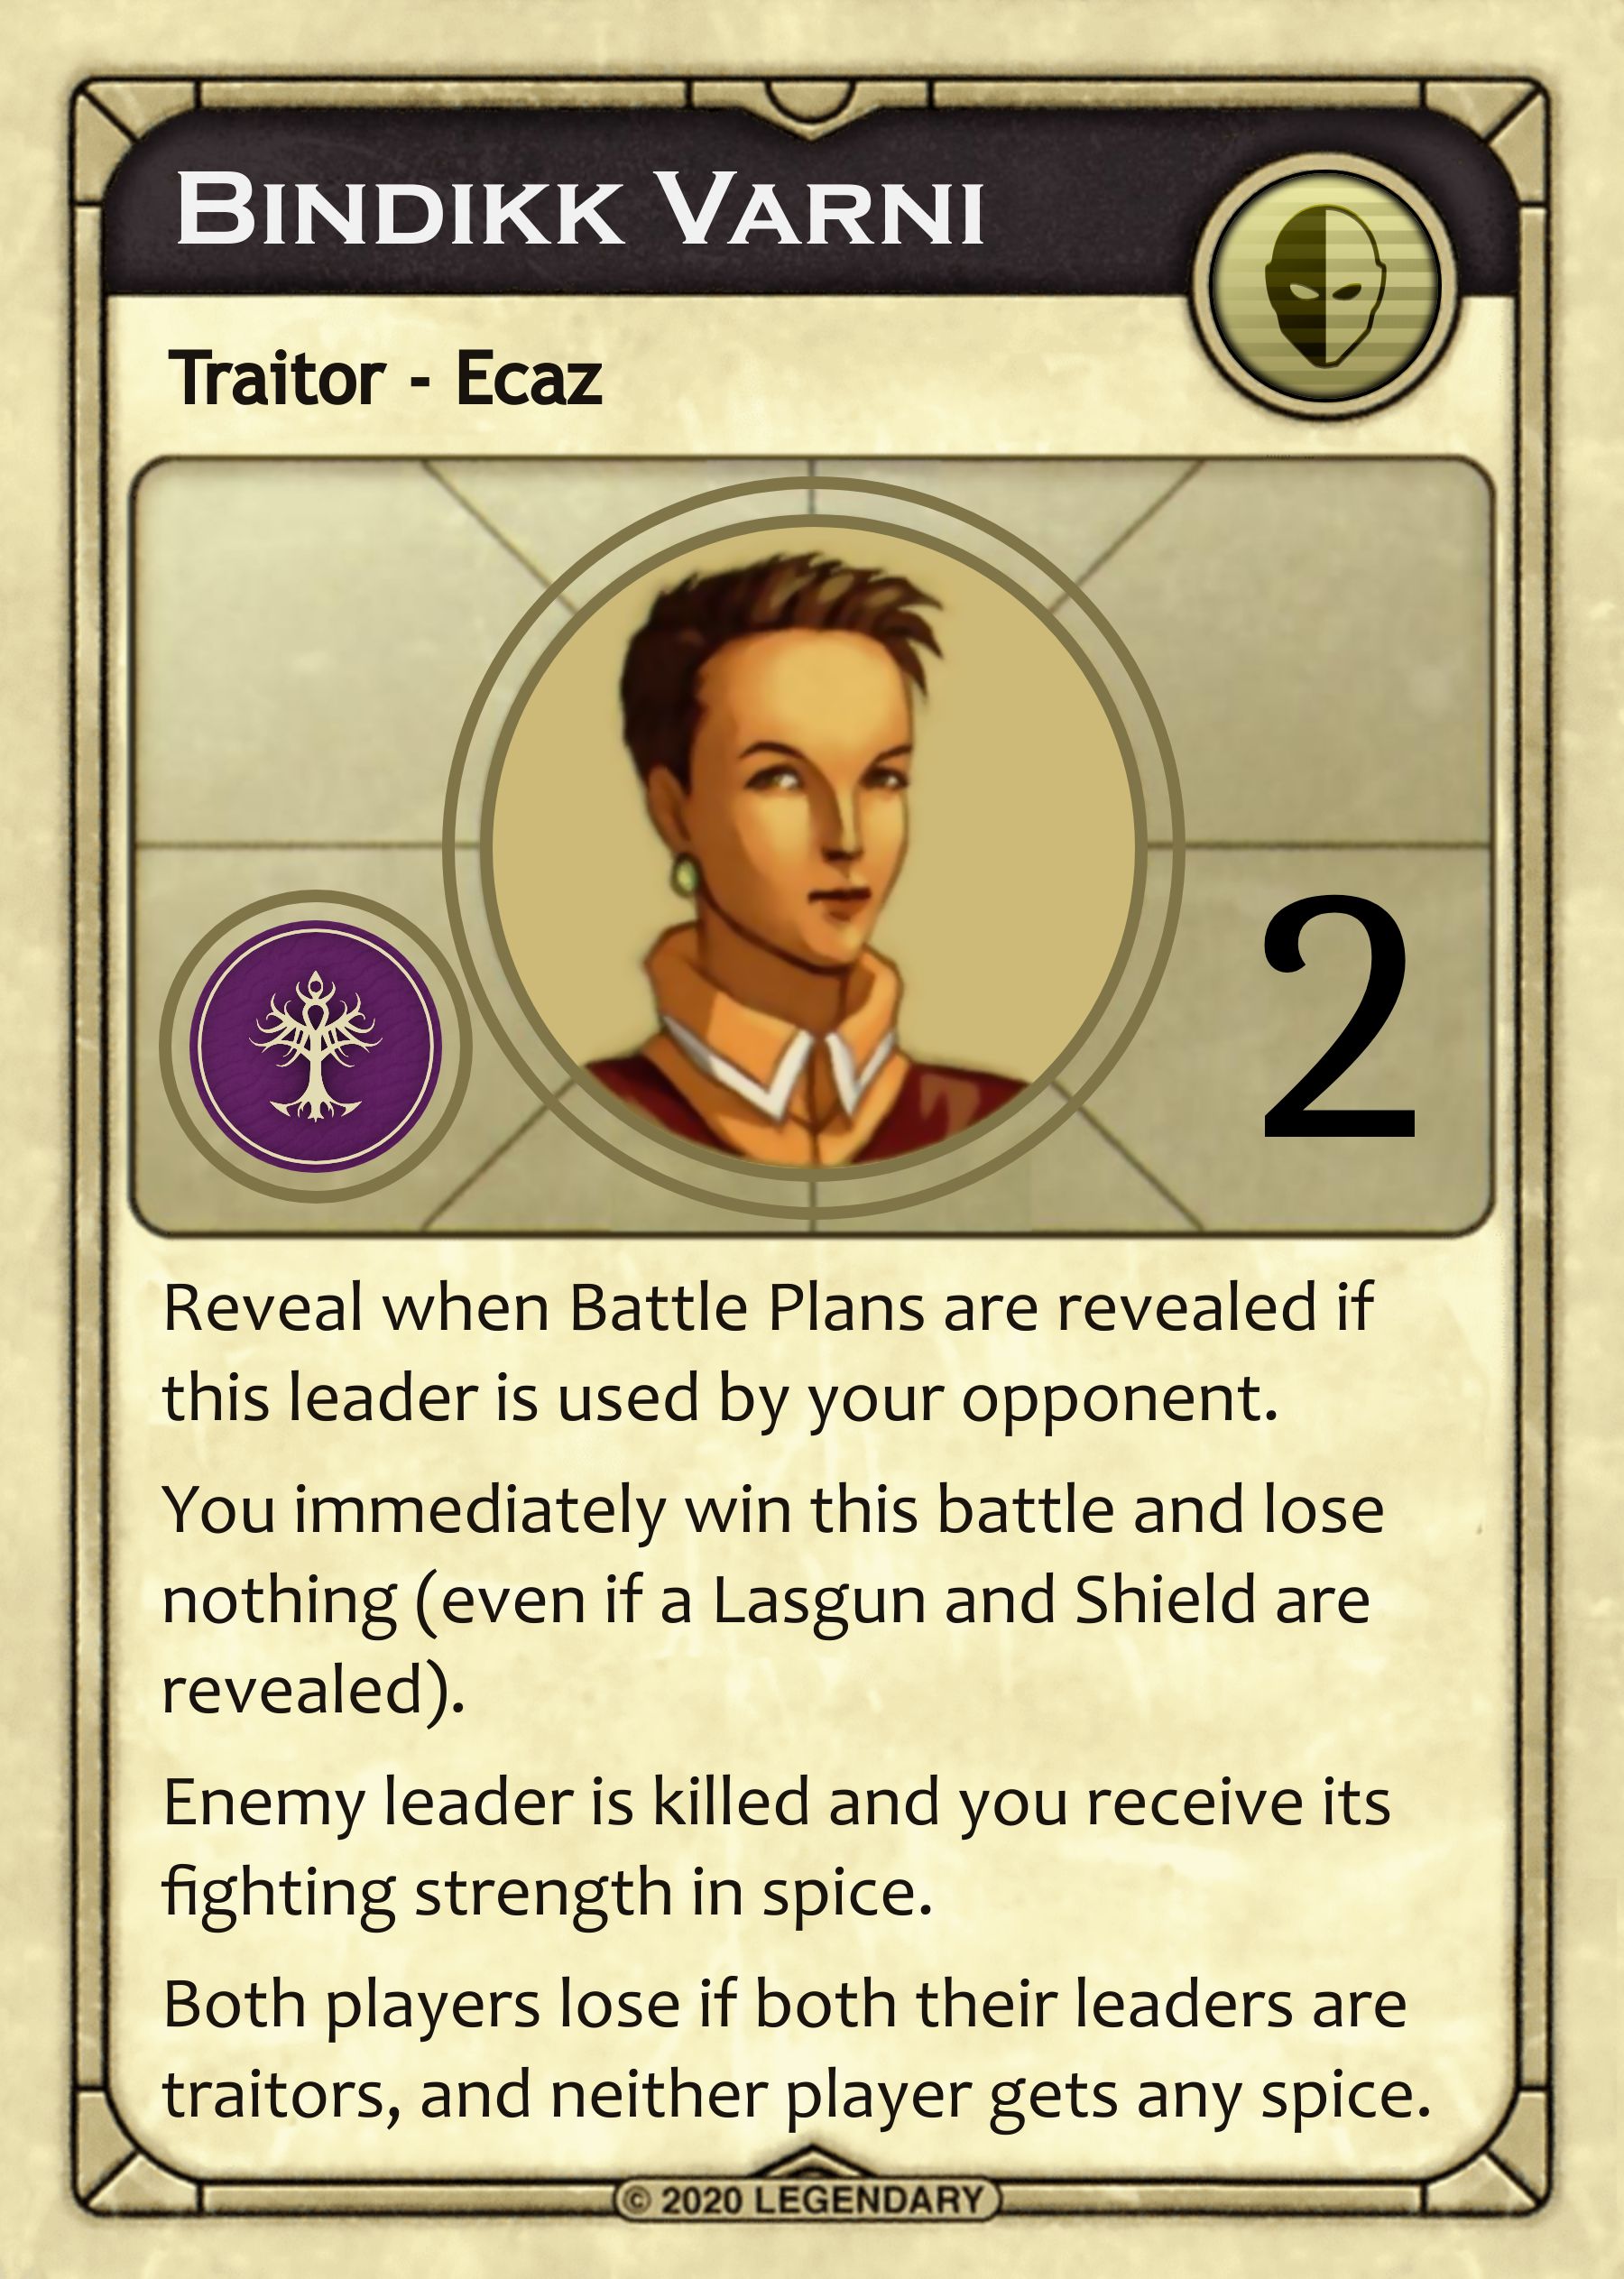 Bindikk Varni
Traitor - Ecaz
2
Reveal when Battle Plans are revealed if
this leader is used by your opponent.
You immediately win this battle and lose
nothing (even if a Lasgun and Shield are
revealed).
Enemy leader is killed and you receive its
fighting strength in spice.
Both players lose if both their leaders are
traitors, and neither player gets any spice.
© 2020 LEGENDARY